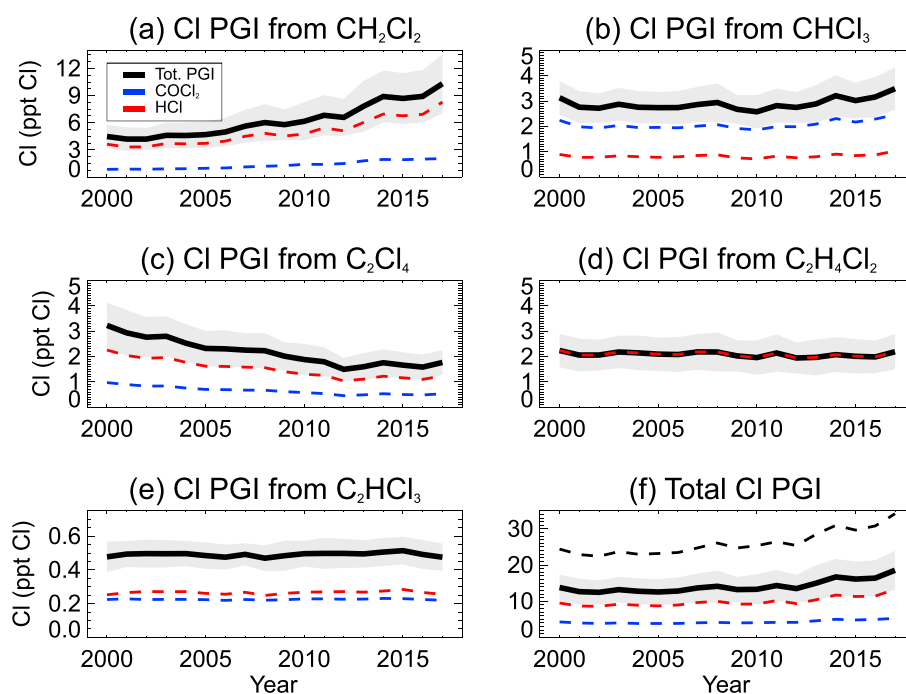 (a) Cl PGI from CH₂Cl₂
(b) Cl PGI from CHCl₃
Cl (ppt Cl)
12
9
6
3
0
Tot. PGI
COCl₂
HCl
2000 2005 2010 2015
5
4
3
2
1
0
2000 2005 2010 2015
(c) Cl PGI from C₂Cl₄
(d) Cl PGI from C₂H₄Cl₂
Cl (ppt Cl)
5
4
3
2
1
0
2000 2005 2010 2015
5
4
3
2
1
0
2000 2005 2010 2015
(e) Cl PGI from C₂HCl₃
(f) Total Cl PGI
Cl (ppt Cl)
0.6
0.4
0.2
0.0
2000 2005 2010 2015
Year
30
20
10
0
2000 2005 2010 2015
Year